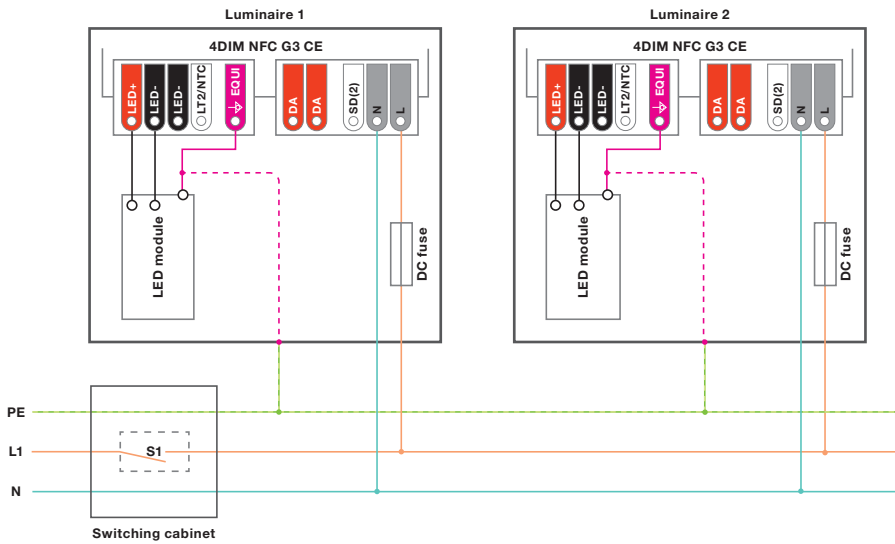 Luminaire 1
4DIM NFC G3 CE
LED+
LED-
LED-
LT2/NTC
EQUI
DA
DA
SD(2)
N
L
LED module
DC fuse
Luminaire 2
4DIM NFC G3 CE
LED+
LED-
LED-
LT2/NTC
EQUI
DA
DA
SD(2)
N
L
LED module
DC fuse
PE
L1
S1
N
Switching cabinet